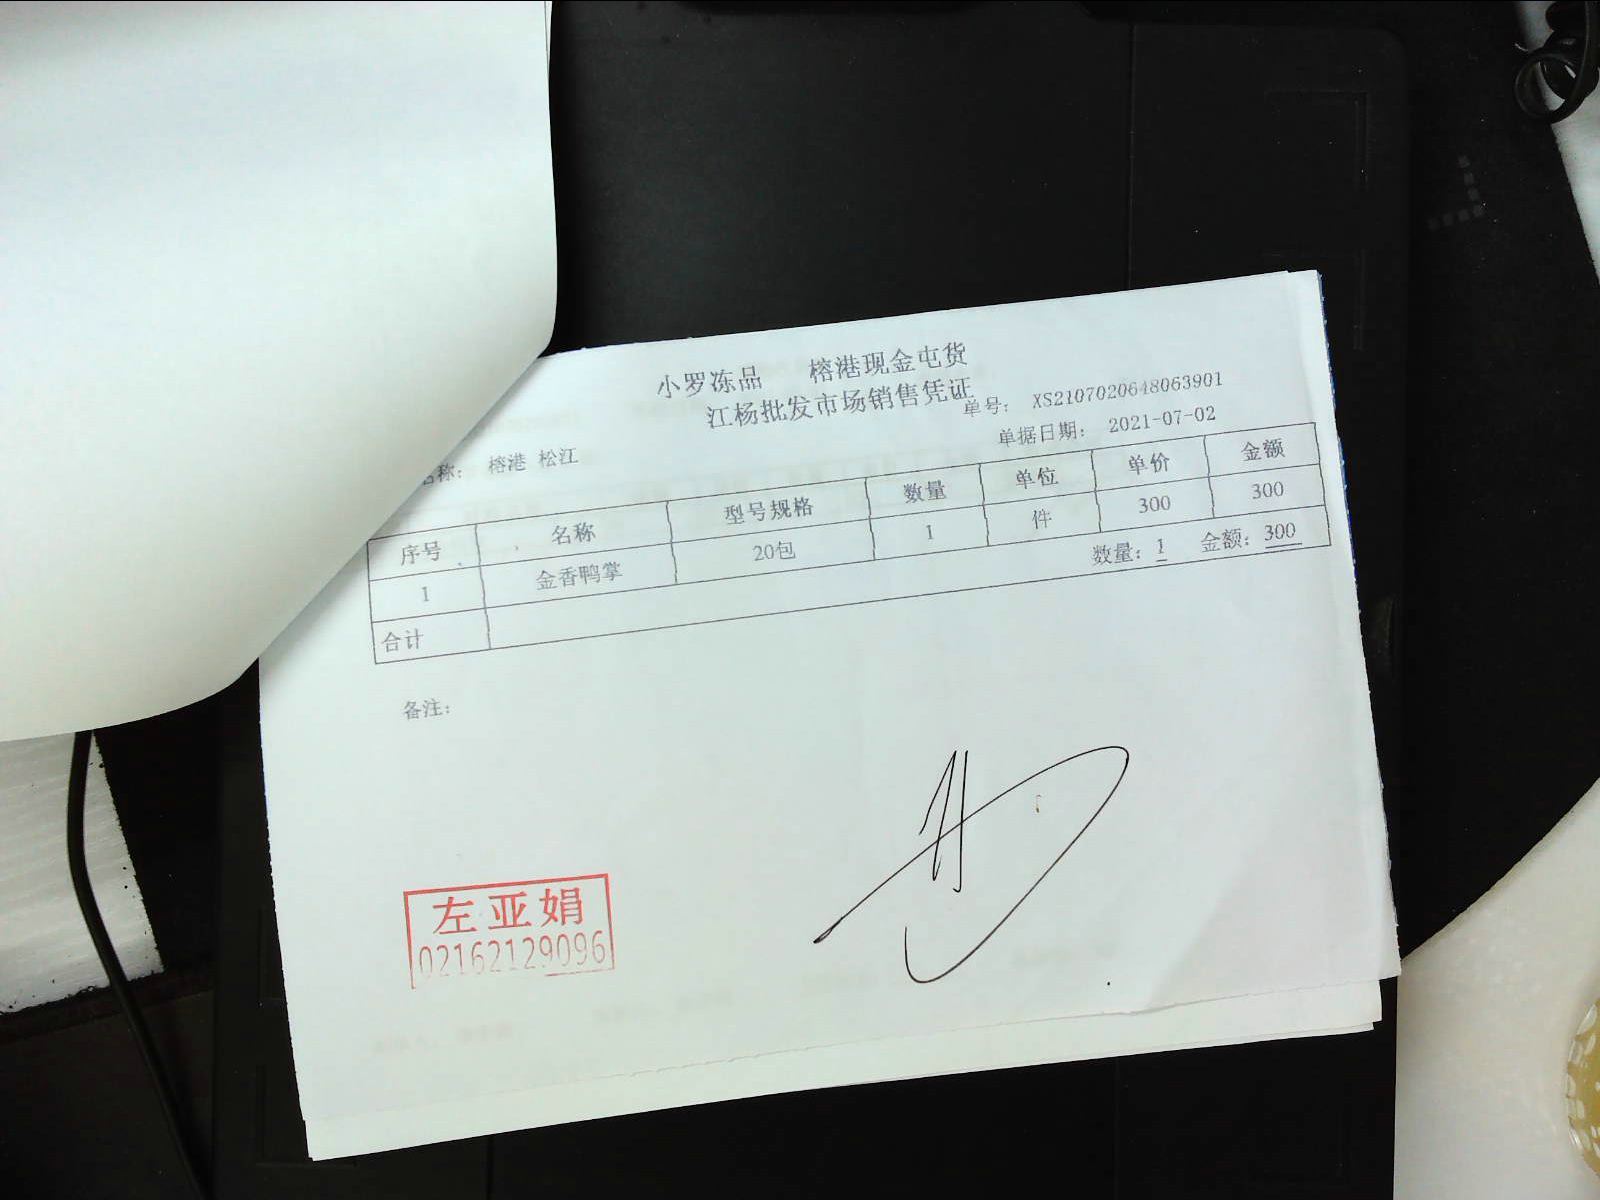 小罗冻品 榕港现金屯货
江杨批发市场销售凭证
单号: XS2107020648063901
称: 榕港 松江
单据日期: 2021-07-02
序号 名称 型号规格 数量 单位 单价 金额
1 金香鸭掌 20包 1 件 300 300
合计 数量: 1 金额: 300
备注:
左亚娟
02162129096